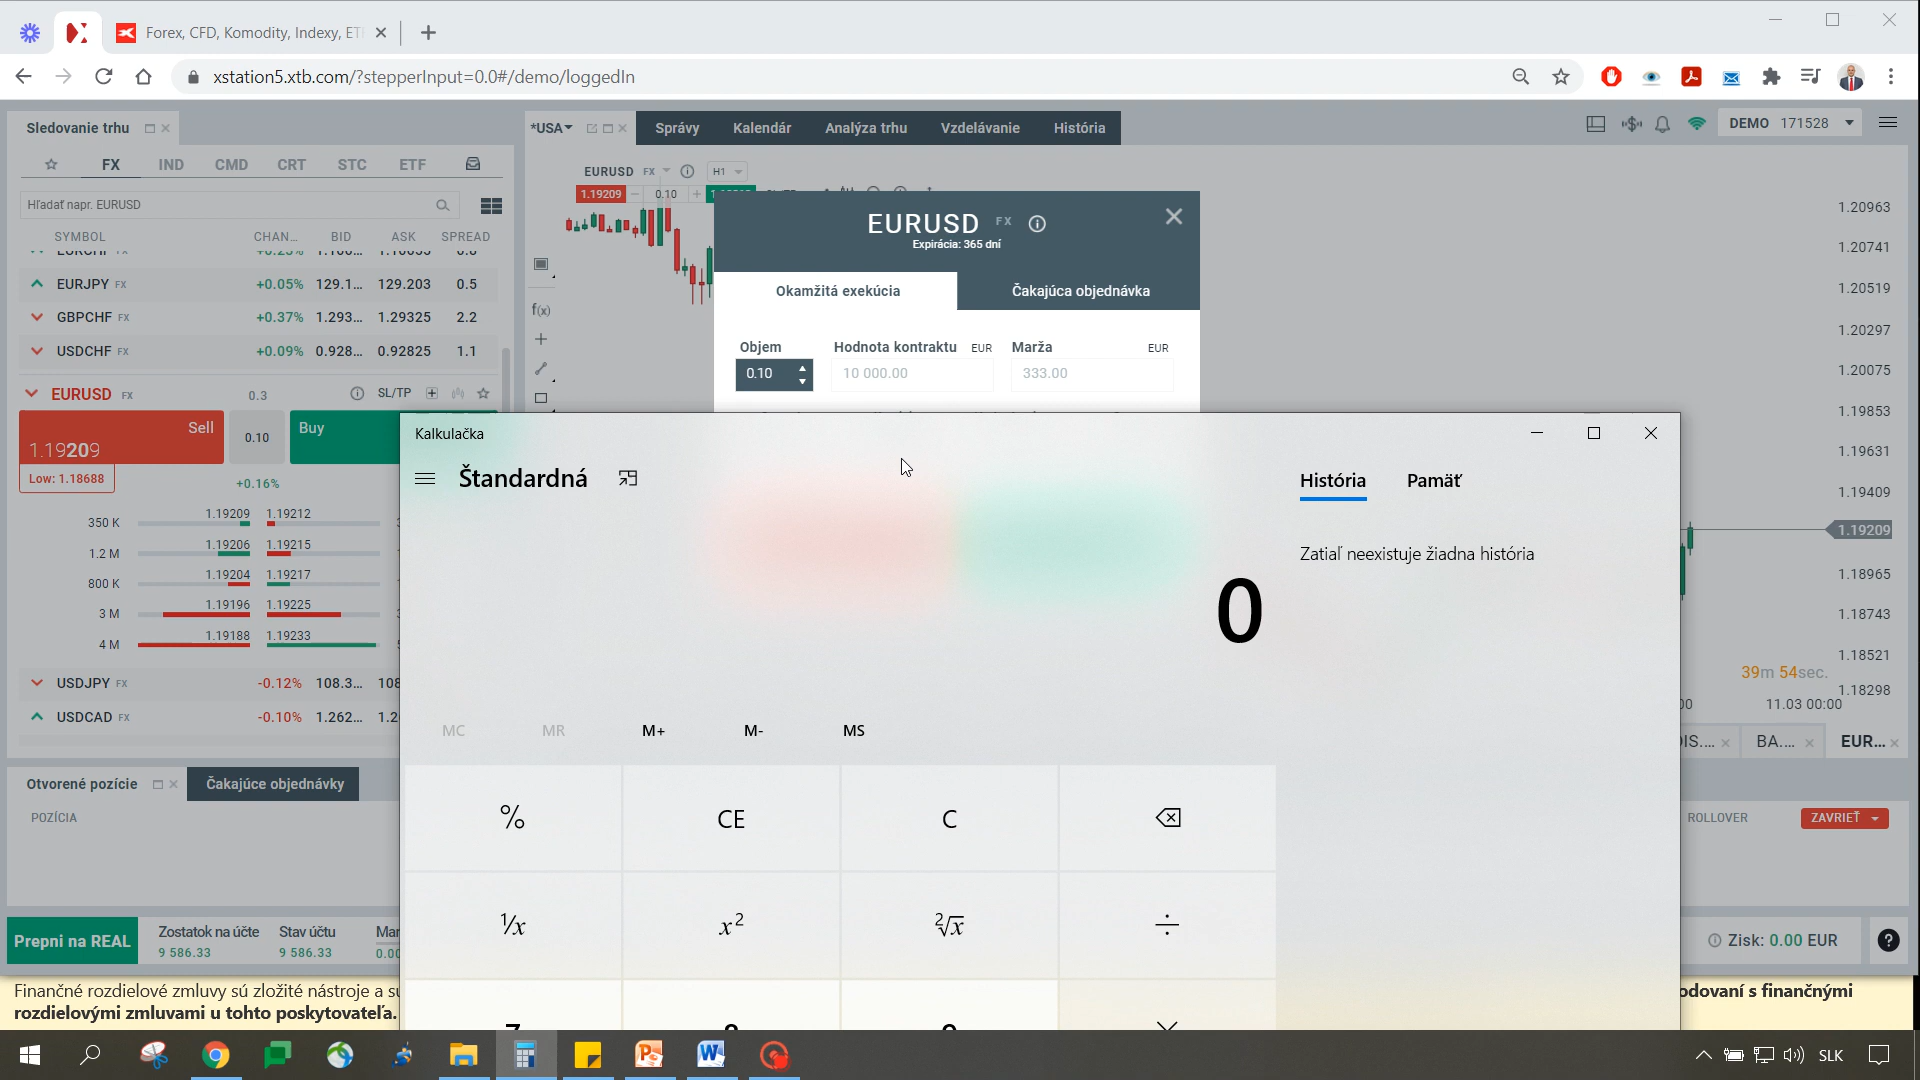 Forex, CFD, Komodity, Indexy, ET
xstation5.xtb.com/?stepperInput=0.0#/demo/loggedIn
Sledovanie trhu
*USA
Správy
Kalendár
Analýza trhu
Vzdelávanie
História
DEMO 171528
FX IND CMD CRT STC ETF
Hľadať napr. EURUSD
SYMBOL CHAN... BID ASK SPREAD
EURJPY FX +0.05% 129.1... 129.203 0.5
GBPCHF FX +0.37% 1.293... 1.29325 2.2
USDCHF FX +0.09% 0.928... 0.92825 1.1
EURUSD FX 0.3 SL/TP
Sell
1.19209
0.10
Buy
Low: 1.18688
+0.16%
350 K 1.19209 1.19212
1.2 M 1.19206 1.19215
800 K 1.19204 1.19217
3 M 1.19196 1.19225
4 M 1.19188 1.19233
USDJPY FX -0.12% 108.3... 108
USDCAD FX -0.10% 1.262... 1.2
EURUSD FX H1
1.19209 0.10
f(x)
EURUSD FX
Expirácia: 365 dní
Okamžitá exekúcia
Čakajúca objednávka
Objem
Hodnota kontraktu EUR
Marža EUR
0.10
10 000.00
333.00
1.20963
1.20741
1.20519
1.20297
1.20075
1.19853
1.19631
1.19409
1.19209
1.18965
1.18743
1.18521
1.18298
39m 54sec.
11.03 00:00
BA.... EUR...
Kalkulačka
Štandardná
História
Pamäť
Zatiaľ neexistuje žiadna história
0
MC MR M+ M- MS
% CE C
¹/x x² ²√x ÷
Otvorené pozície
Čakajúce objednávky
POZÍCIA
ROLLOVER
ZAVRIEŤ
Prepni na REAL
Zostatok na účte
9 586.33
Stav účtu
9 586.33
Mar
0.00
Zisk: 0.00 EUR
Finančné rozdielové zmluvy sú zložité nástroje a
rozdielovými zmluvami u tohto poskytovateľa.
odovaní s finančnými
SLK